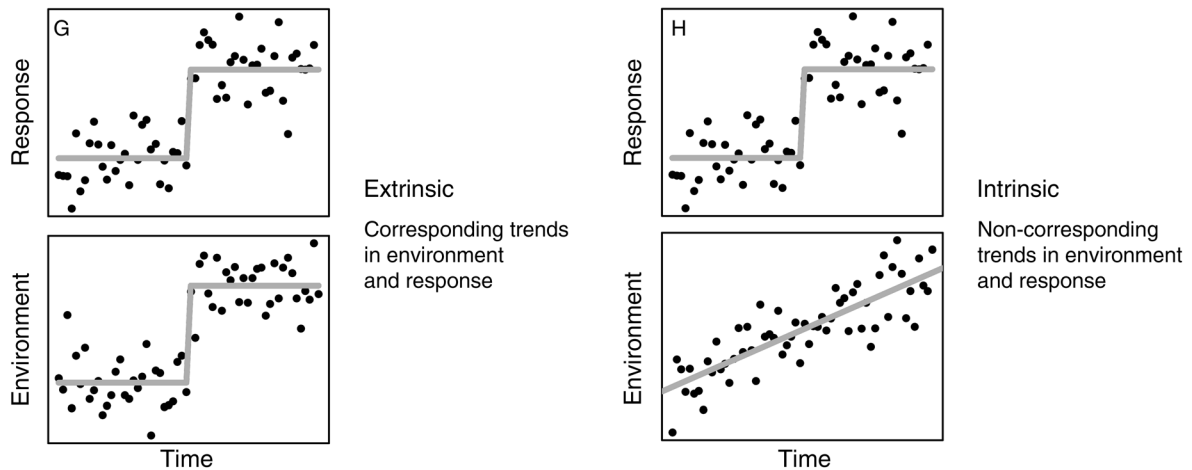 G
Response
Extrinsic
Corresponding trends
in environment
and response
Environment
Time
H
Response
Intrinsic
Non-corresponding
trends in environment
and response
Environment
Time